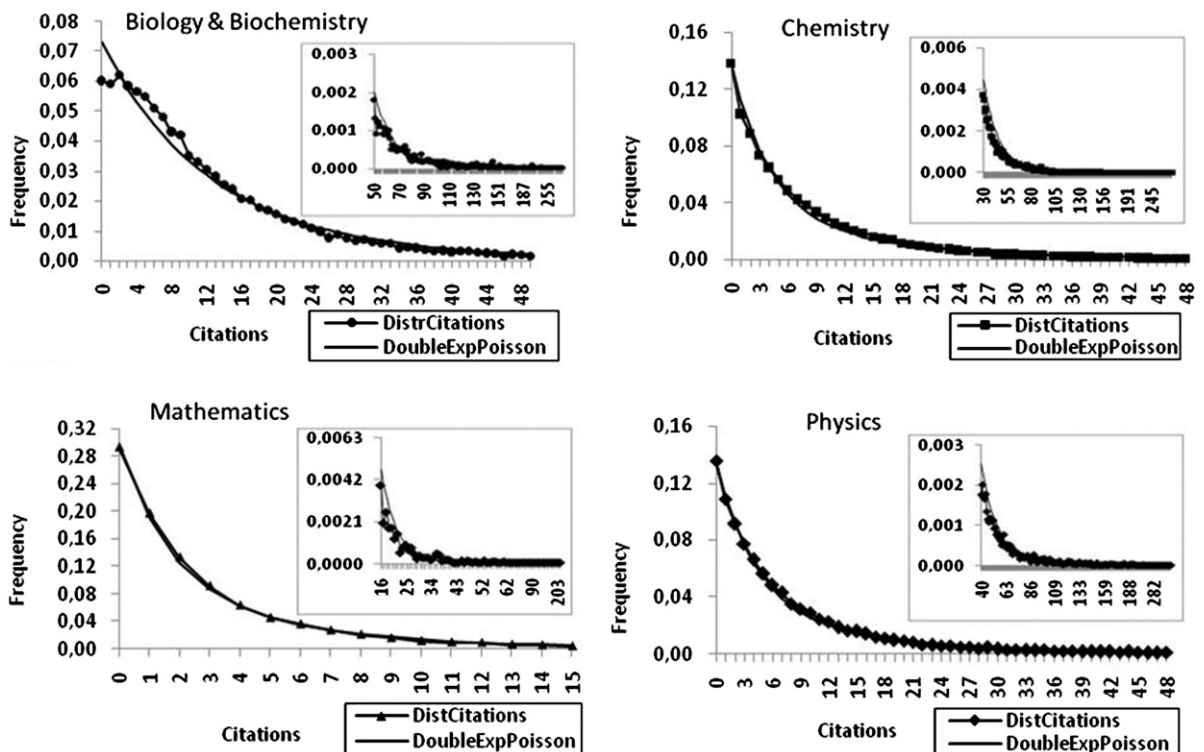 Biology & Biochemistry
0,08
0,07
0,06
0,05
0,04
0,03
0,02
0,01
0,00
Frequency
0 4 8 12 16 20 24 28 32 36 40 44 48
Citations
0,003
0,002
0,001
0,000
50 70 90 110 130 151 187 255
DistrCitations
DoubleExpPoisson
Chemistry
0,16
0,12
0,08
0,04
0,00
Frequency
0 3 6 9 12 15 18 21 24 27 30 33 36 39 42 45 48
Citations
0,006
0,004
0,002
0,000
30 55 80 105 130 156 191 245
DistCitations
DoubleExpPoisson
Mathematics
0,32
0,28
0,24
0,20
0,16
0,12
0,08
0,04
0,00
Frequency
0 1 2 3 4 5 6 7 8 9 10 11 12 13 14 15
Citations
0,0063
0,0042
0,0021
0,0000
16 25 34 43 52 62 90 203
DistCitations
DoubleExpPoisson
Physics
0,16
0,12
0,08
0,04
0,00
Frequency
0 3 6 9 12 15 18 21 24 27 30 33 36 39 42 45 48
Citations
0,003
0,002
0,001
0,000
40 63 86 109 133 159 188 282
DistCitations
DoubleExpPoisson